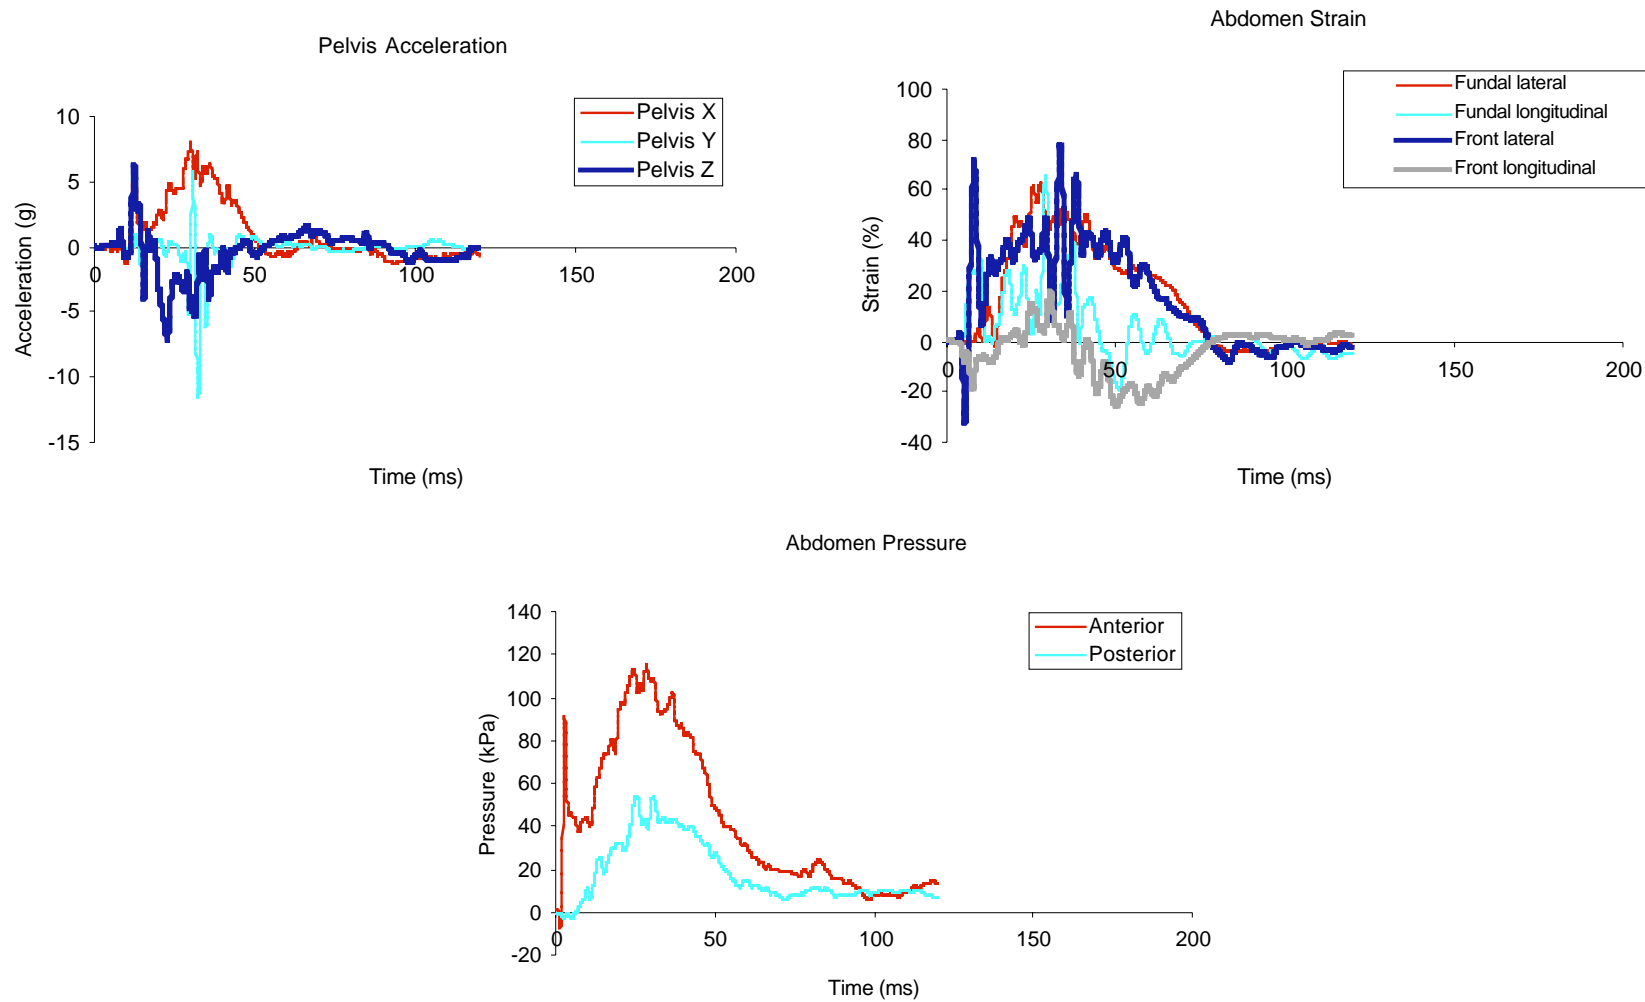 Pelvis Acceleration
Pelvis X
Pelvis Y
Pelvis Z
10
5
0
-5
-10
-15
0
50
100
150
200
Acceleration (g)
Time (ms)
Abdomen Strain
Fundal lateral
Fundal longitudinal
Front lateral
Front longitudinal
100
80
60
40
20
0
-20
-40
0
50
100
150
200
Strain (%)
Time (ms)
Abdomen Pressure
Anterior
Posterior
140
120
100
80
60
40
20
0
-20
0
50
100
150
200
Pressure (kPa)
Time (ms)